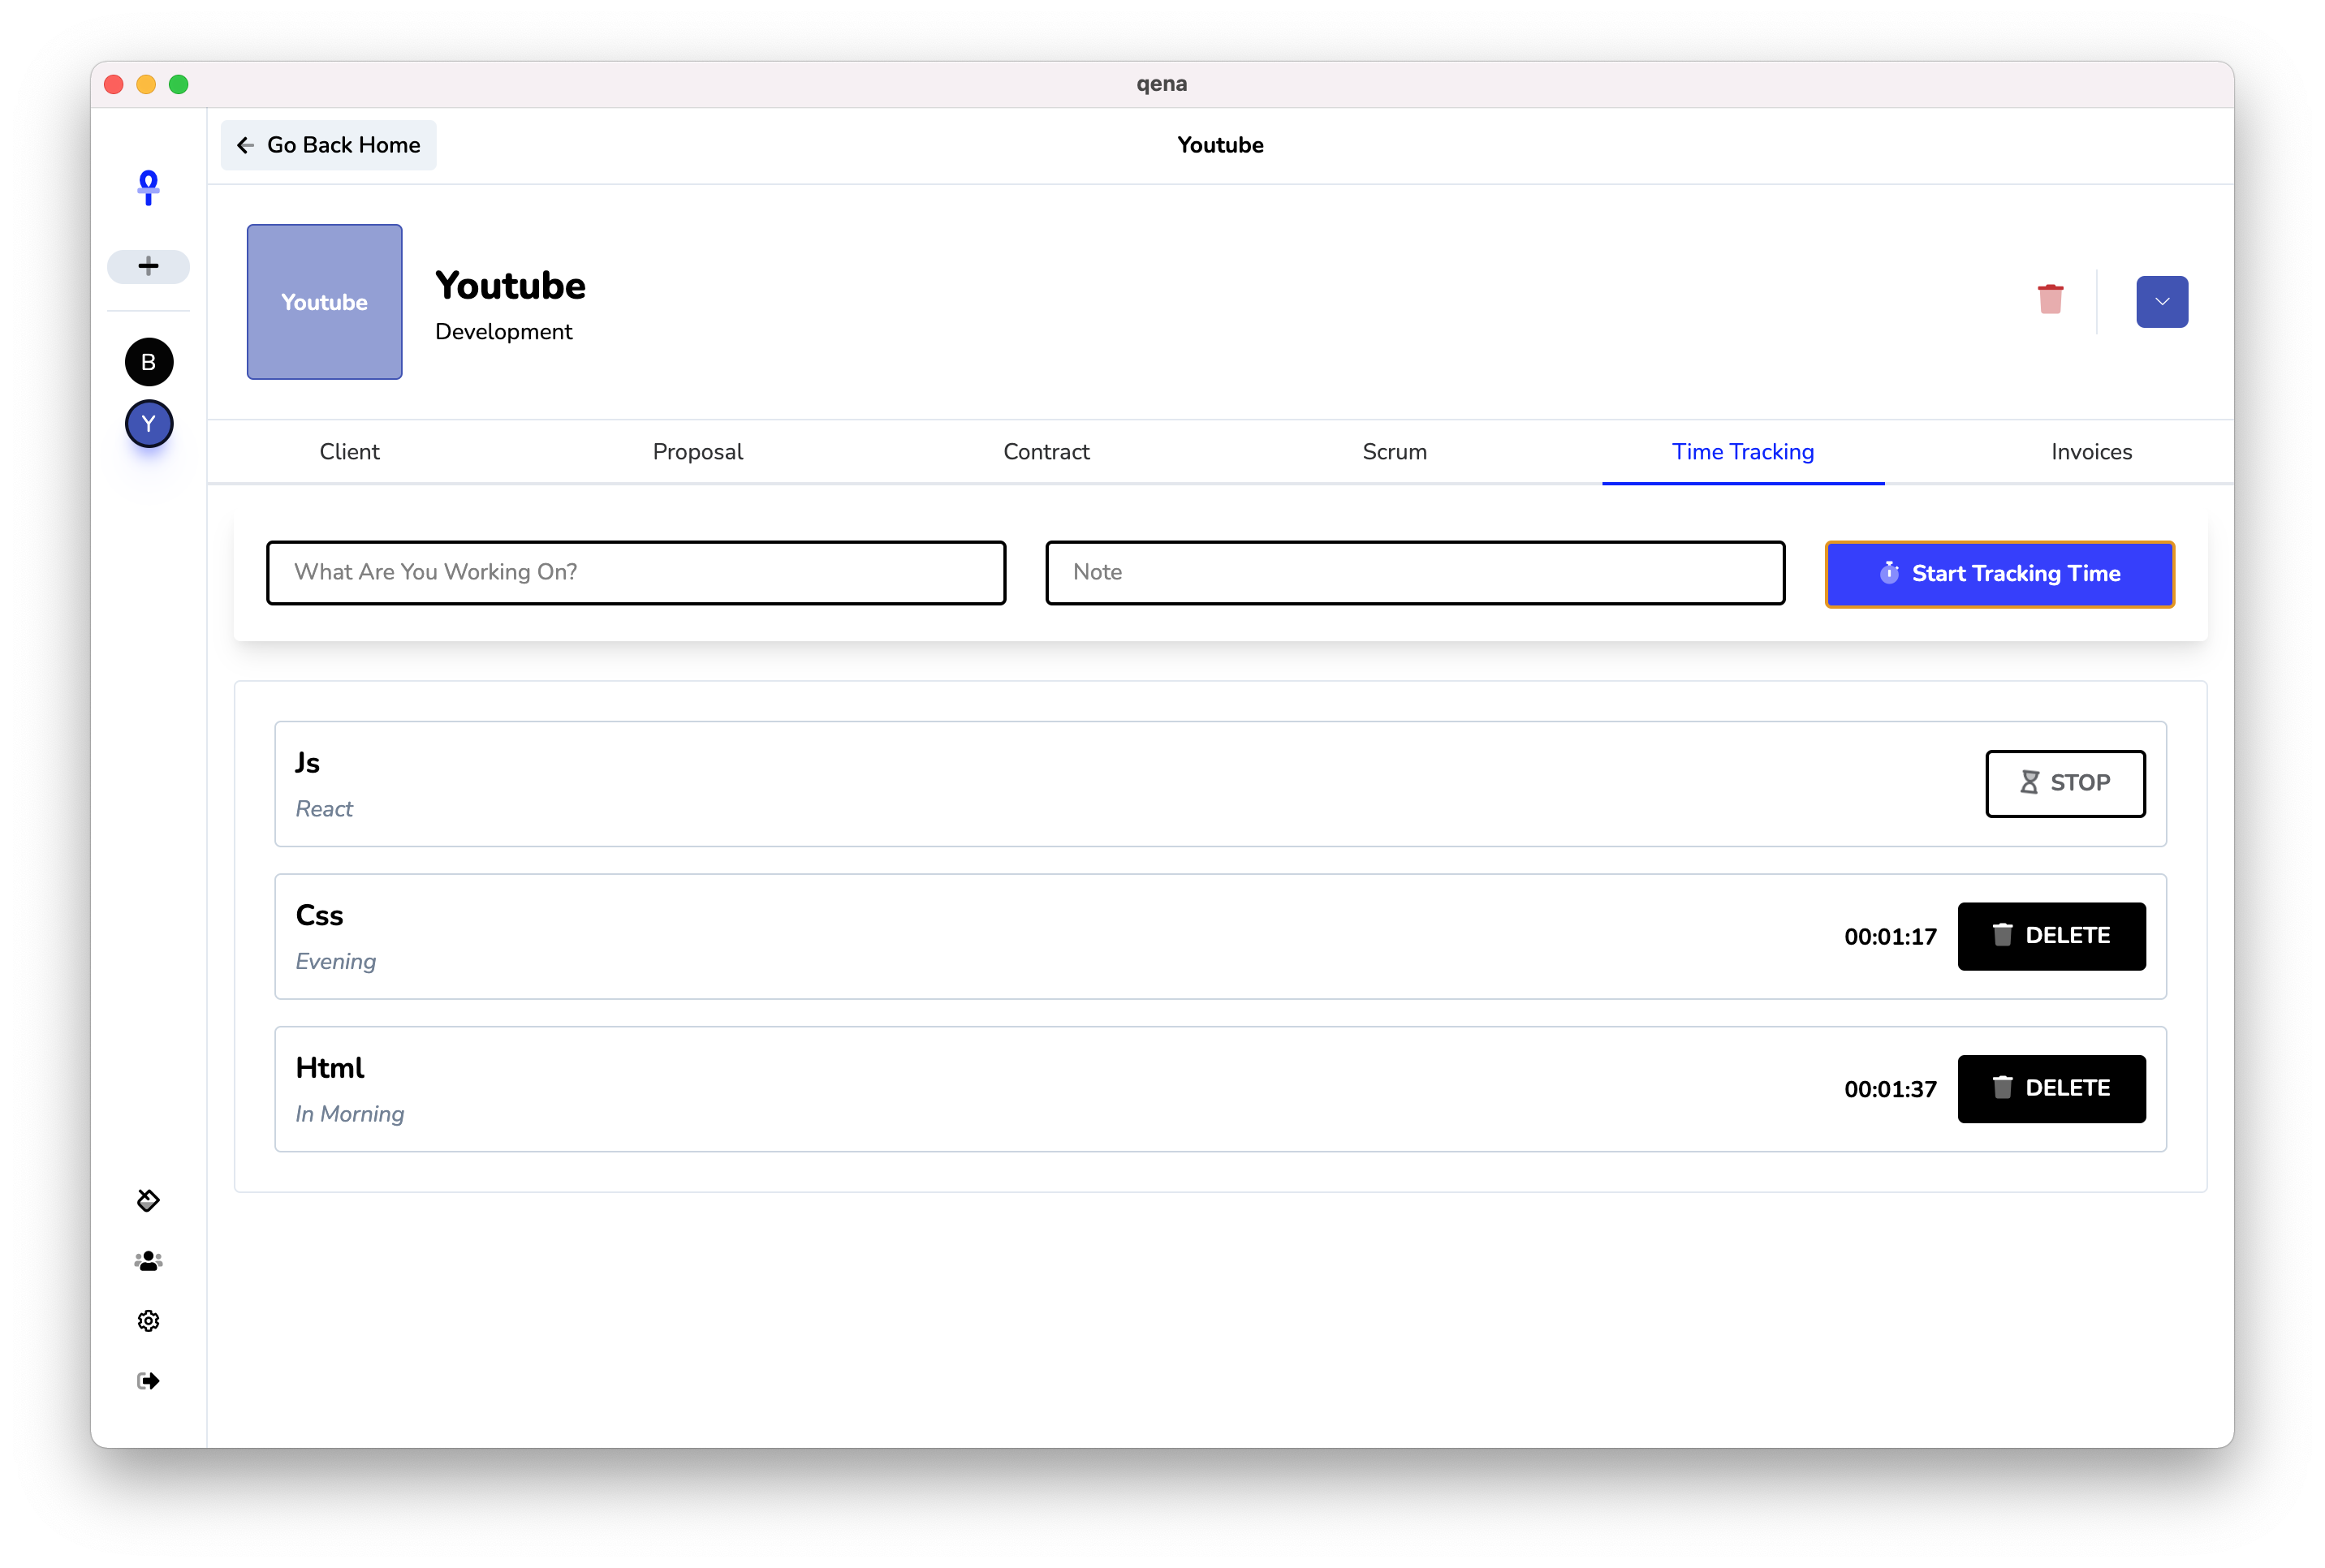 qena
Go Back Home
Youtube
Youtube
Youtube
Development
B
Y
Client
Proposal
Contract
Scrum
Time Tracking
Invoices
What Are You Working On?
Note
Start Tracking Time
Js
React
STOP
Css
Evening
00:01:17
DELETE
Html
In Morning
00:01:37
DELETE